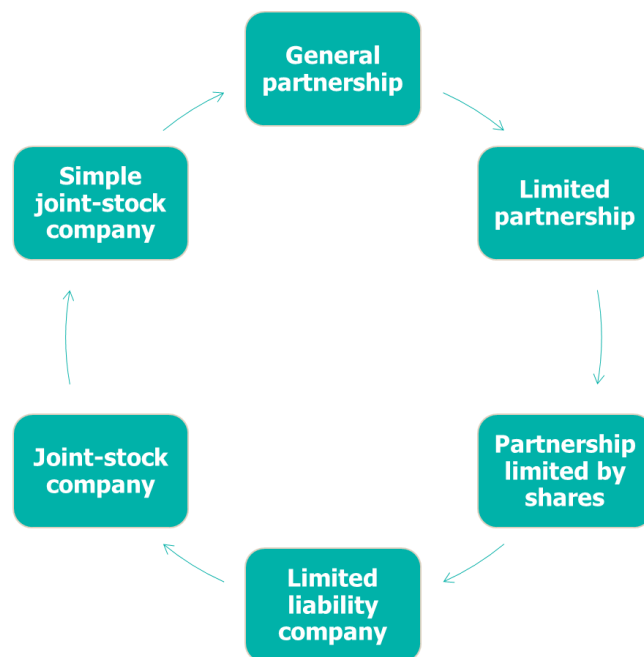 General
partnership
Limited
partnership
Partnership
limited by
shares
Limited
liability
company
Joint-stock
company
Simple
joint-stock
company